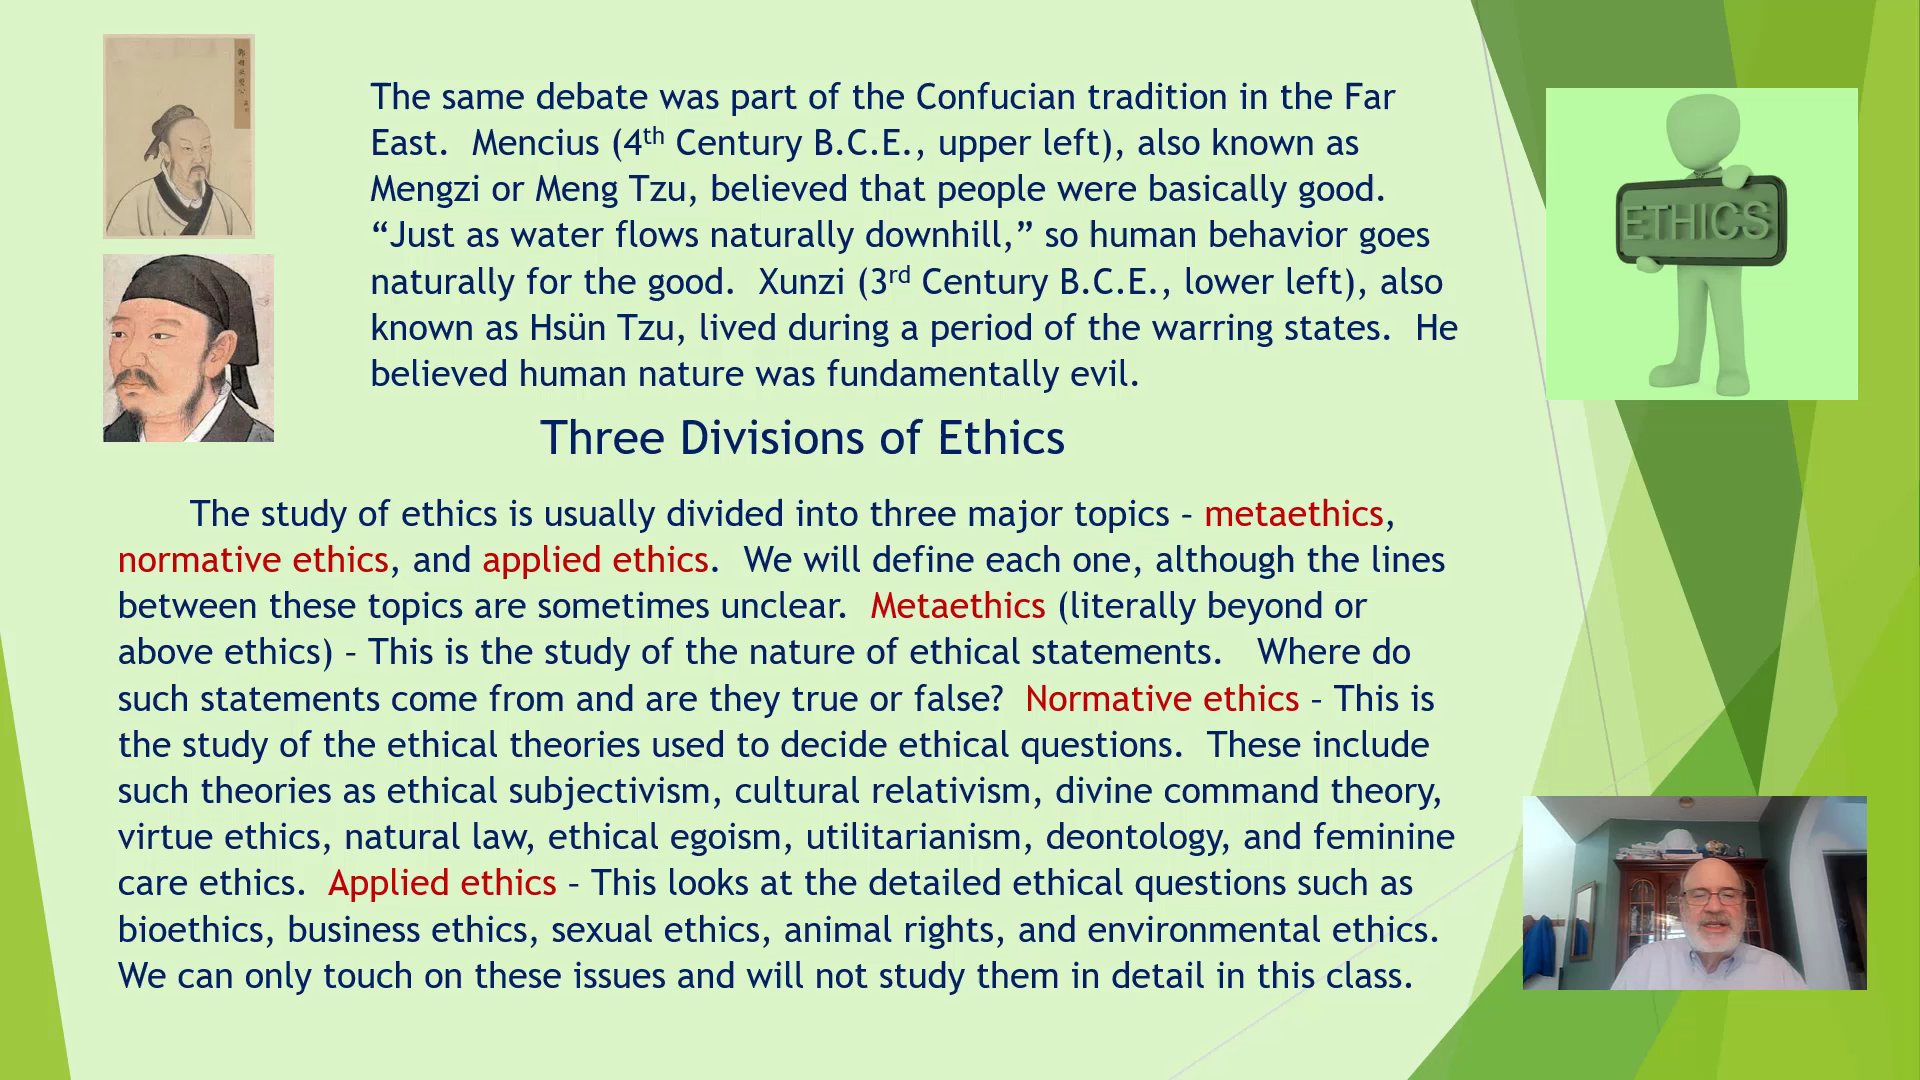 The same debate was part of the Confucian tradition in the Far
East.  Mencius (4th Century B.C.E., upper left), also known as
Mengzi or Meng Tzu, believed that people were basically good.
“Just as water flows naturally downhill,” so human behavior goes
naturally for the good.  Xunzi (3rd Century B.C.E., lower left), also
known as Hsün Tzu, lived during a period of the warring states.  He
believed human nature was fundamentally evil.
ETHICS
Three Divisions of Ethics
The study of ethics is usually divided into three major topics – metaethics,
normative ethics, and applied ethics.  We will define each one, although the lines
between these topics are sometimes unclear.  Metaethics (literally beyond or
above ethics) – This is the study of the nature of ethical statements.   Where do
such statements come from and are they true or false?  Normative ethics – This is
the study of the ethical theories used to decide ethical questions.  These include
such theories as ethical subjectivism, cultural relativism, divine command theory,
virtue ethics, natural law, ethical egoism, utilitarianism, deontology, and feminine
care ethics.  Applied ethics – This looks at the detailed ethical questions such as
bioethics, business ethics, sexual ethics, animal rights, and environmental ethics.
We can only touch on these issues and will not study them in detail in this class.